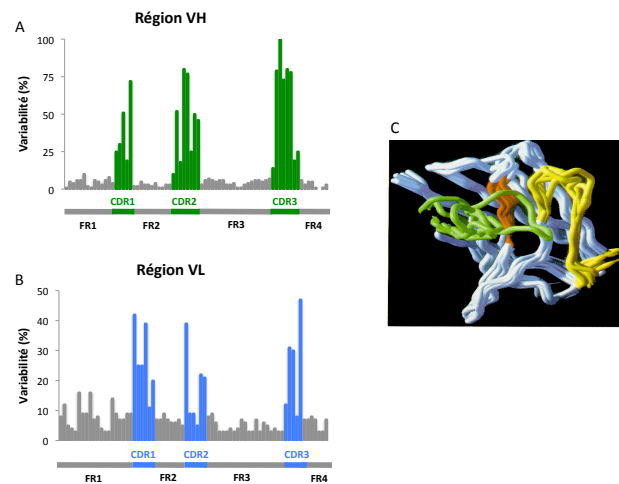 A
Région VH
Variabilité (%)
100
75
50
25
0
CDR1
CDR2
CDR3
FR1
FR2
FR3
FR4
B
Région VL
Variabilité (%)
50
40
30
20
10
0
CDR1
CDR2
CDR3
FR1
FR2
FR3
FR4
C